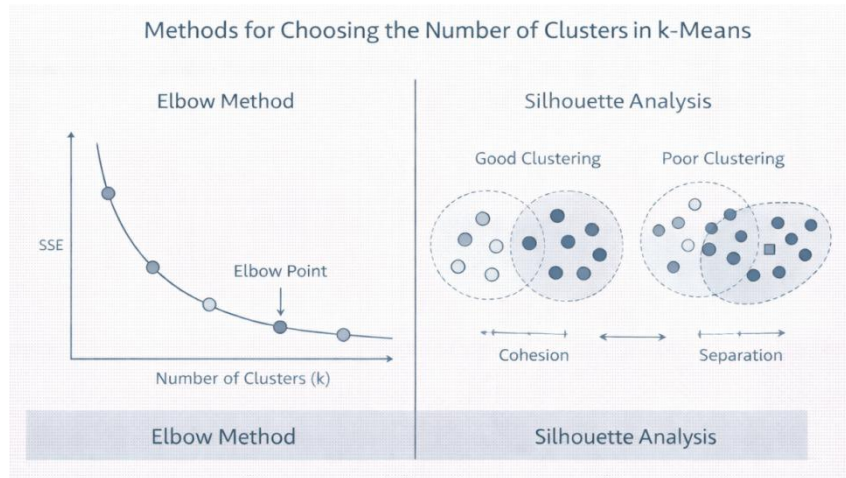 Methods for Choosing the Number of Clusters in k-Means
Elbow Method
SSE
Elbow Point
Number of Clusters (k)
Silhouette Analysis
Good Clustering
Poor Clustering
Cohesion
Separation
Elbow Method
Silhouette Analysis